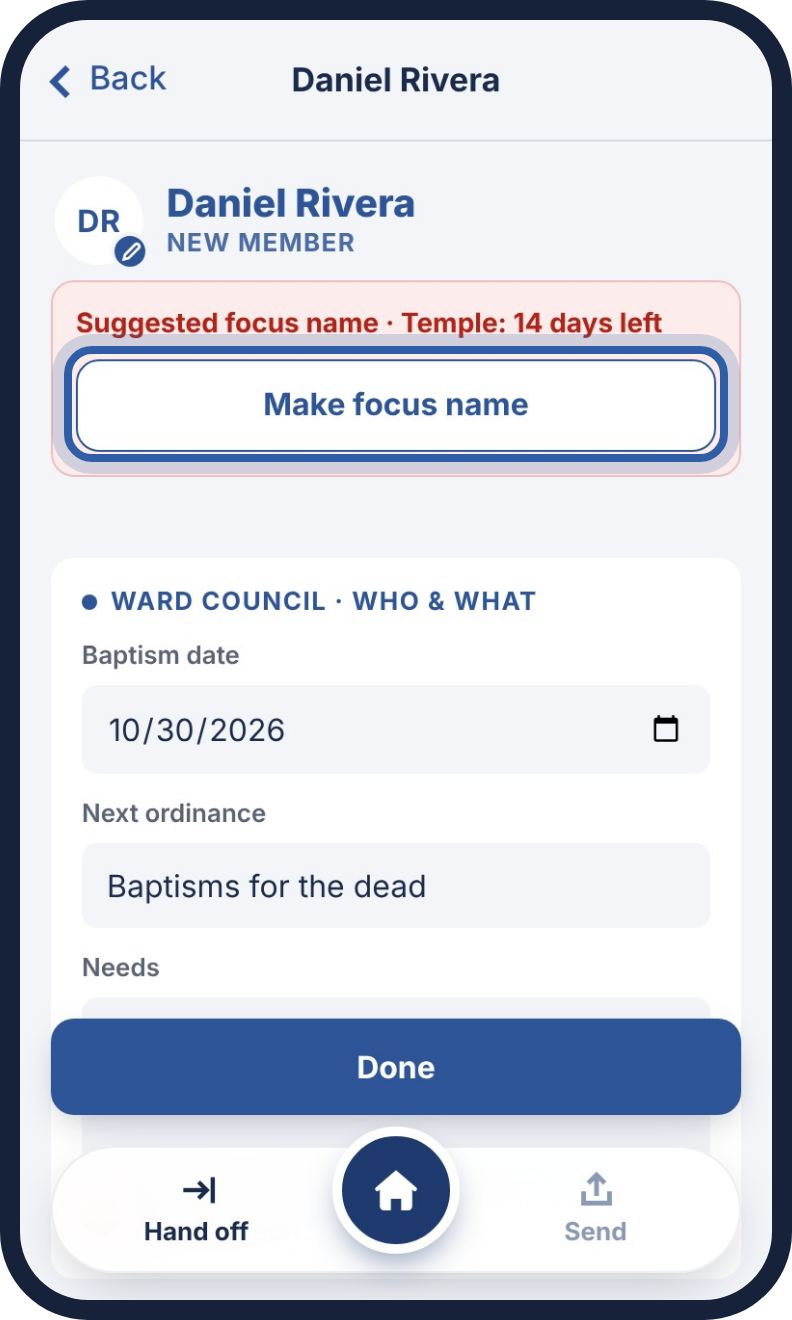 Back
Daniel Rivera
DR
Daniel Rivera
NEW MEMBER
Suggested focus name · Temple: 14 days left
Make focus name
WARD COUNCIL · WHO & WHAT
Baptism date
10/30/2026
Next ordinance
Baptisms for the dead
Needs
Done
Hand off
Send